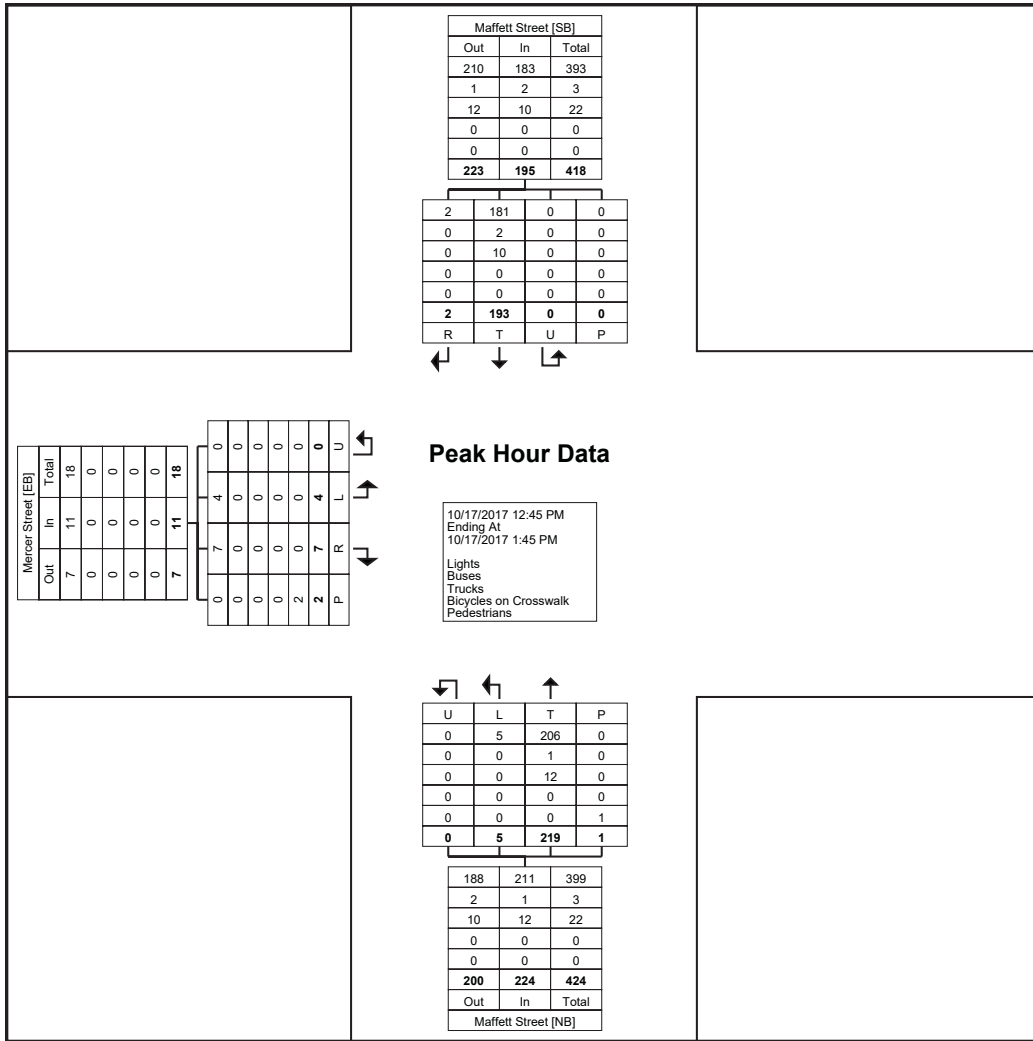 Maffett Street [SB]
Out In Total
210 183 393
1 2 3
12 10 22
0 0 0
0 0 0
223 195 418
2 181 0 0
0 2 0 0
0 10 0 0
0 0 0 0
0 0 0 0
2 193 0 0
R T U P
Mercer Street [EB]
Out In Total
7 11 18
0 0 0
0 0 0
0 0 0
0 0 0
7 11 18
0 7 4 0
0 0 0 0
0 0 0 0
0 0 0 0
2 0 0 0
2 7 4 0
P R L U
Peak Hour Data
10/17/2017 12:45 PM
Ending At
10/17/2017 1:45 PM
Lights
Buses
Trucks
Bicycles on Crosswalk
Pedestrians
U L T P
0 5 206 0
0 0 1 0
0 0 12 0
0 0 0 0
0 0 0 1
0 5 219 1
188 211 399
2 1 3
10 12 22
0 0 0
0 0 0
200 224 424
Out In Total
Maffett Street [NB]